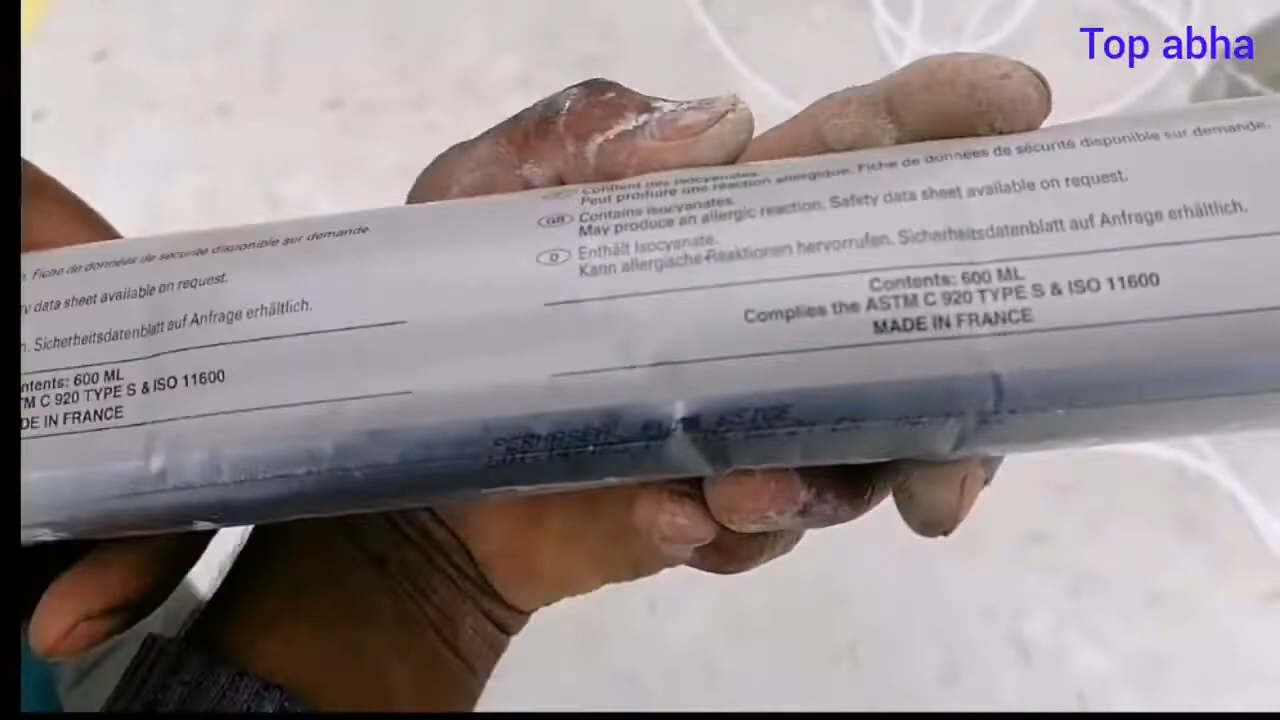 Top abha
Contient des isocyanates.
Peut produire une réaction allergique. Fiche de données de sécurité disponible sur demande.
GB Contains isocyanates.
May produce an allergic reaction. Safety data sheet available on request.
D Enthält Isocyanate.
Kann allergische Reaktionen hervorrufen. Sicherheitsdatenblatt auf Anfrage erhältlich.
Contents: 600 ML
Complies the ASTM C 920 TYPE S & ISO 11600
MADE IN FRANCE
Fiche de données de sécurité disponible sur demande.
data sheet available on request.
Sicherheitsdatenblatt auf Anfrage erhältlich.
ntents: 600 ML
TM C 920 TYPE S & ISO 11600
DE IN FRANCE